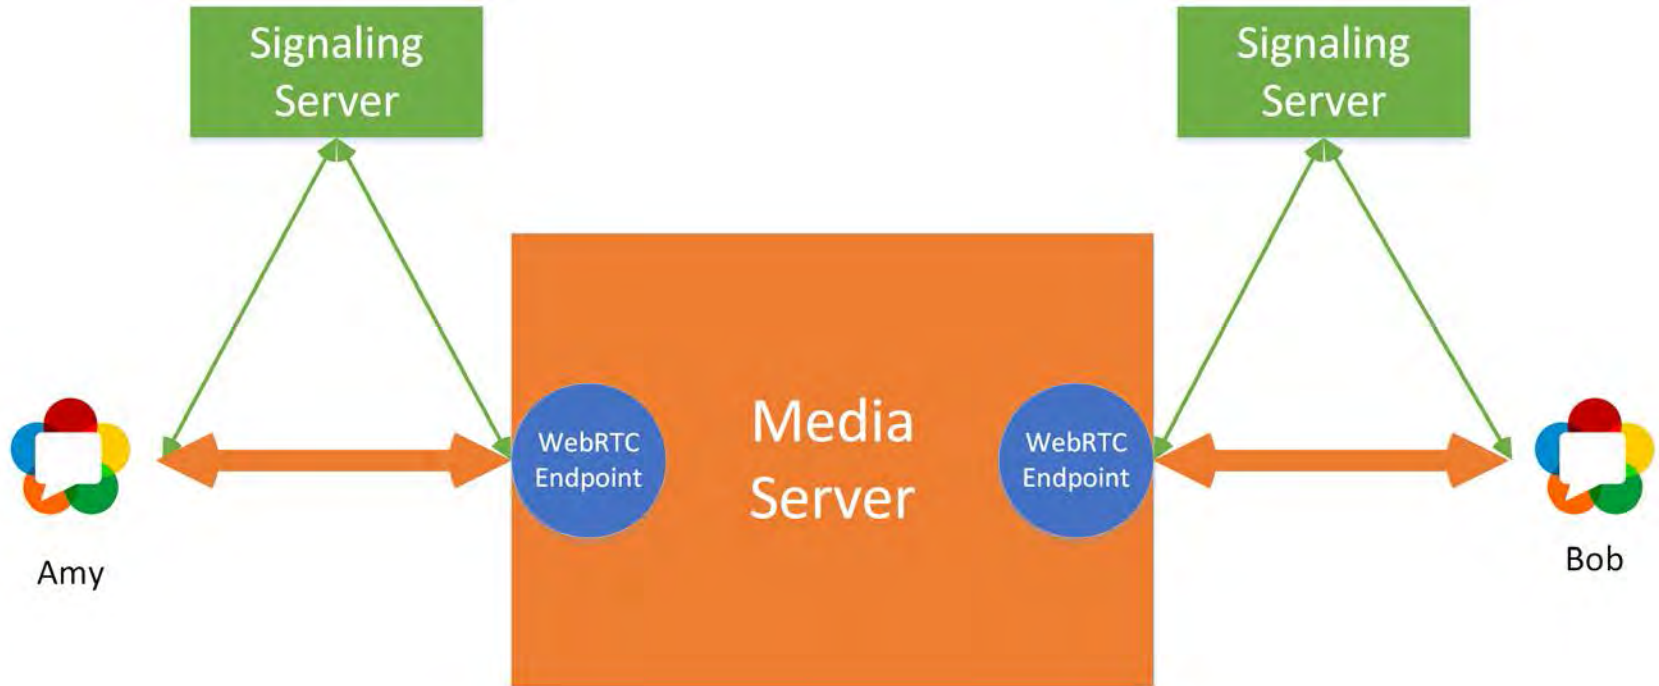 Signaling
Server
Signaling
Server
WebRTC
Endpoint
Media
Server
WebRTC
Endpoint
Amy
Bob